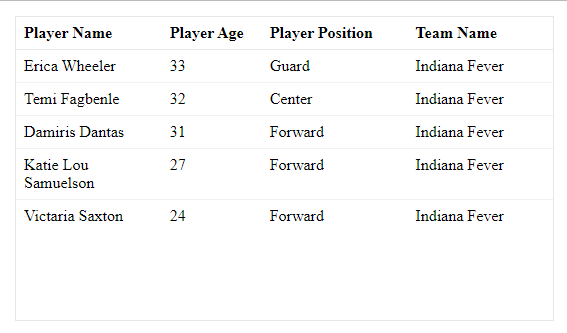 Player Name Player Age Player Position Team Name
Erica Wheeler 33 Guard Indiana Fever
Temi Fagbenle 32 Center Indiana Fever
Damiris Dantas 31 Forward Indiana Fever
Katie Lou 27 Forward Indiana Fever
Samuelson
Victaria Saxton 24 Forward Indiana Fever